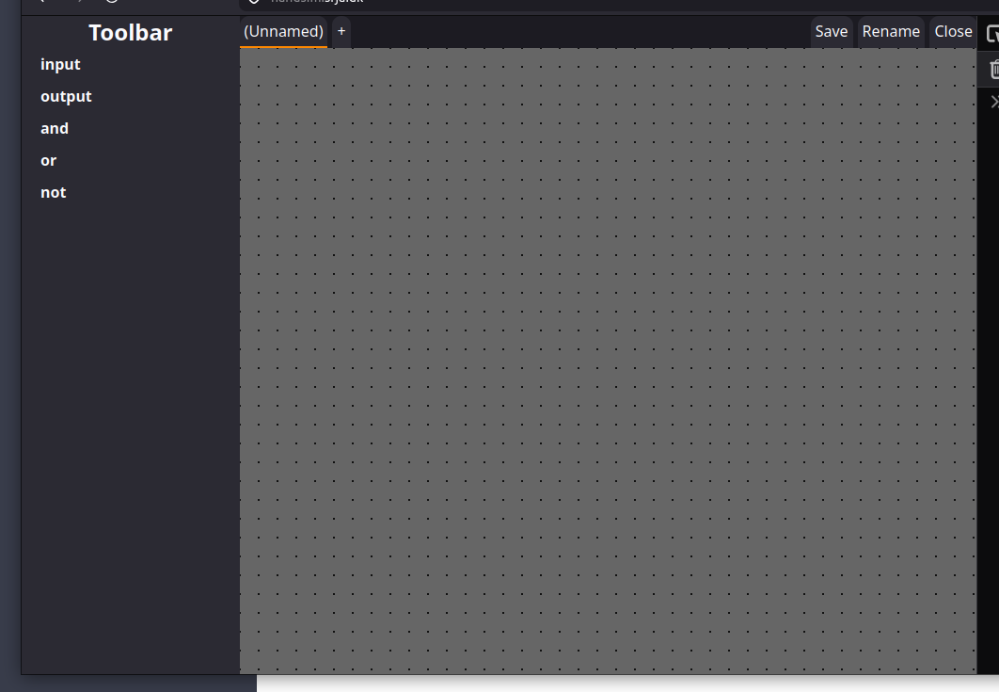 Toolbar
(Unnamed)
+
Save
Rename
Close
input
output
and
or
not